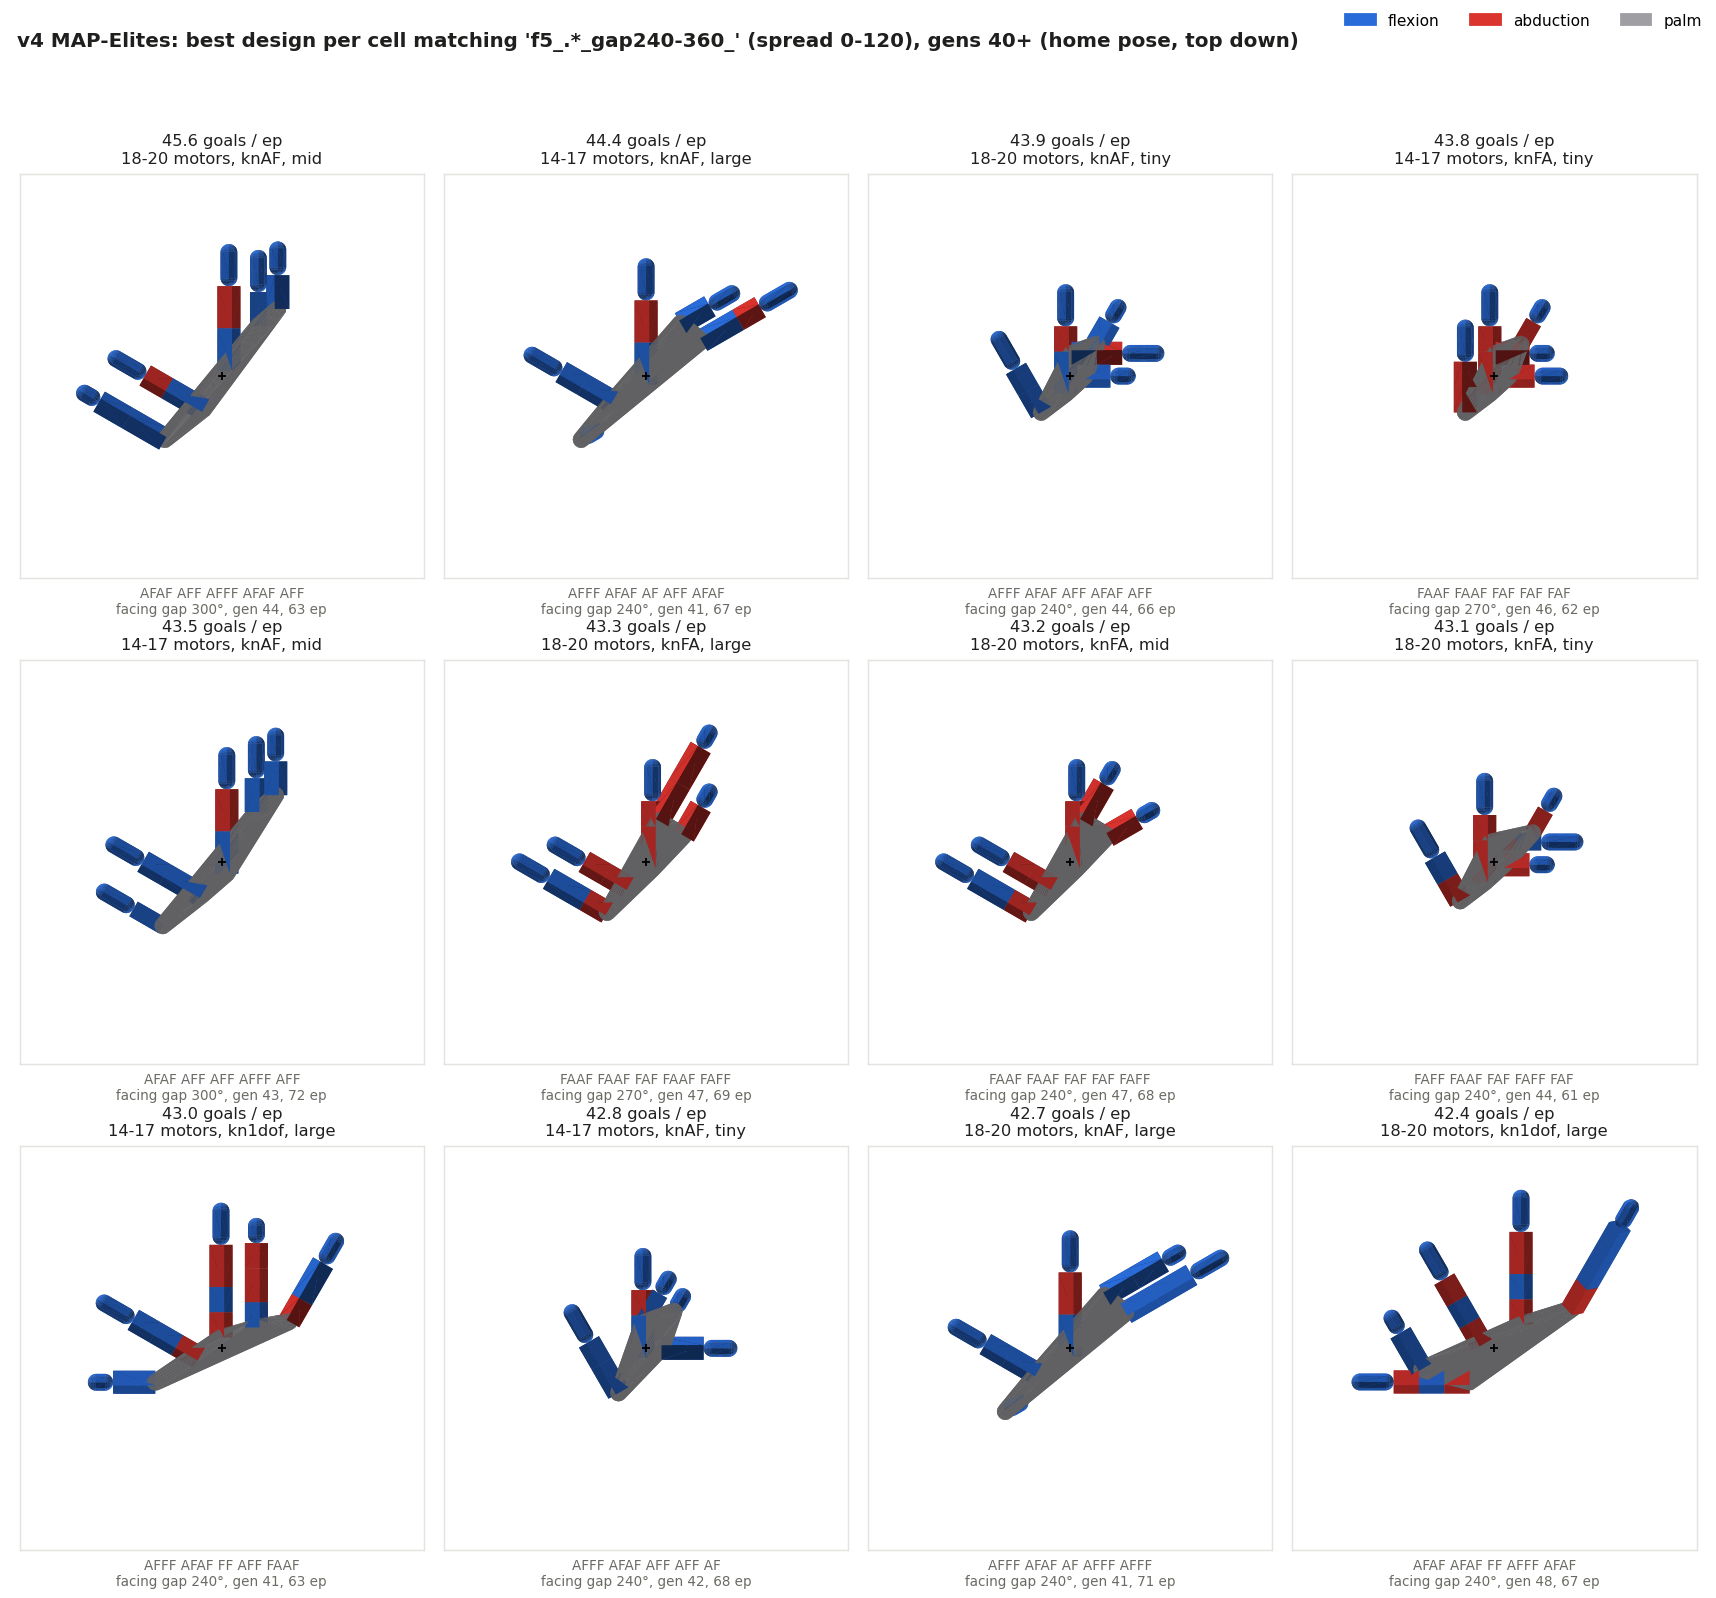 flexion abduction palm
v4 MAP-Elites: best design per cell matching 'f5_.*_gap240-360_' (spread 0-120), gens 40+ (home pose, top down)
45.6 goals / ep
18-20 motors, knAF, mid
44.4 goals / ep
14-17 motors, knAF, large
43.9 goals / ep
18-20 motors, knAF, tiny
43.8 goals / ep
14-17 motors, knFA, tiny
AFAF AFF AFFF AFAF AFF
facing gap 300°, gen 44, 63 ep
AFFF AFAF AF AFF AFAF
facing gap 240°, gen 41, 67 ep
AFFF AFAF AFF AFAF AFF
facing gap 240°, gen 44, 66 ep
FAAF FAAF FAF FAF FAF
facing gap 270°, gen 46, 62 ep
43.5 goals / ep
14-17 motors, knAF, mid
43.3 goals / ep
18-20 motors, knFA, large
43.2 goals / ep
18-20 motors, knFA, mid
43.1 goals / ep
18-20 motors, knFA, tiny
AFAF AFF AFF AFFF AFF
facing gap 300°, gen 43, 72 ep
FAAF FAAF FAF FAAF FAFF
facing gap 270°, gen 47, 69 ep
FAAF FAAF FAF FAF FAFF
facing gap 240°, gen 47, 68 ep
FAFF FAAF FAF FAFF FAF
facing gap 240°, gen 44, 61 ep
43.0 goals / ep
14-17 motors, kn1dof, large
42.8 goals / ep
14-17 motors, knAF, tiny
42.7 goals / ep
18-20 motors, knAF, large
42.4 goals / ep
18-20 motors, kn1dof, large
AFFF AFAF FF AFF FAAF
facing gap 240°, gen 41, 63 ep
AFFF AFAF AFF AFF AF
facing gap 240°, gen 42, 68 ep
AFFF AFAF AF AFFF AFFF
facing gap 240°, gen 41, 71 ep
AFAF AFAF FF AFFF AFAF
facing gap 240°, gen 48, 67 ep